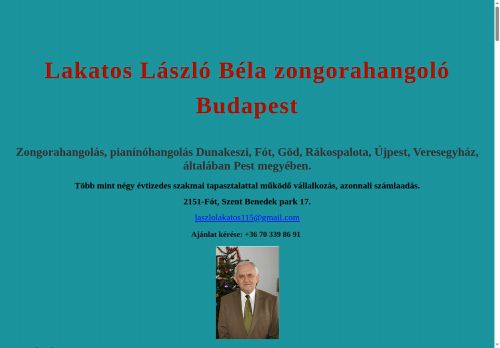 Lakatos László Béla zongorahangoló
Budapest
Zongorahangolás, pianínóhangolás Dunakeszi, Fót, Göd, Rákospalota, Újpest, Veresegyház,
általában Pest megyében.
Több mint négy évtizedes szakmai tapasztalattal működő vállalkozás, azonnali számlaadás.
2151-Fót, Szent Benedek park 17.
laszlolakatos115@gmail.com
Ajánlat kérése: +36 70 339 86 91